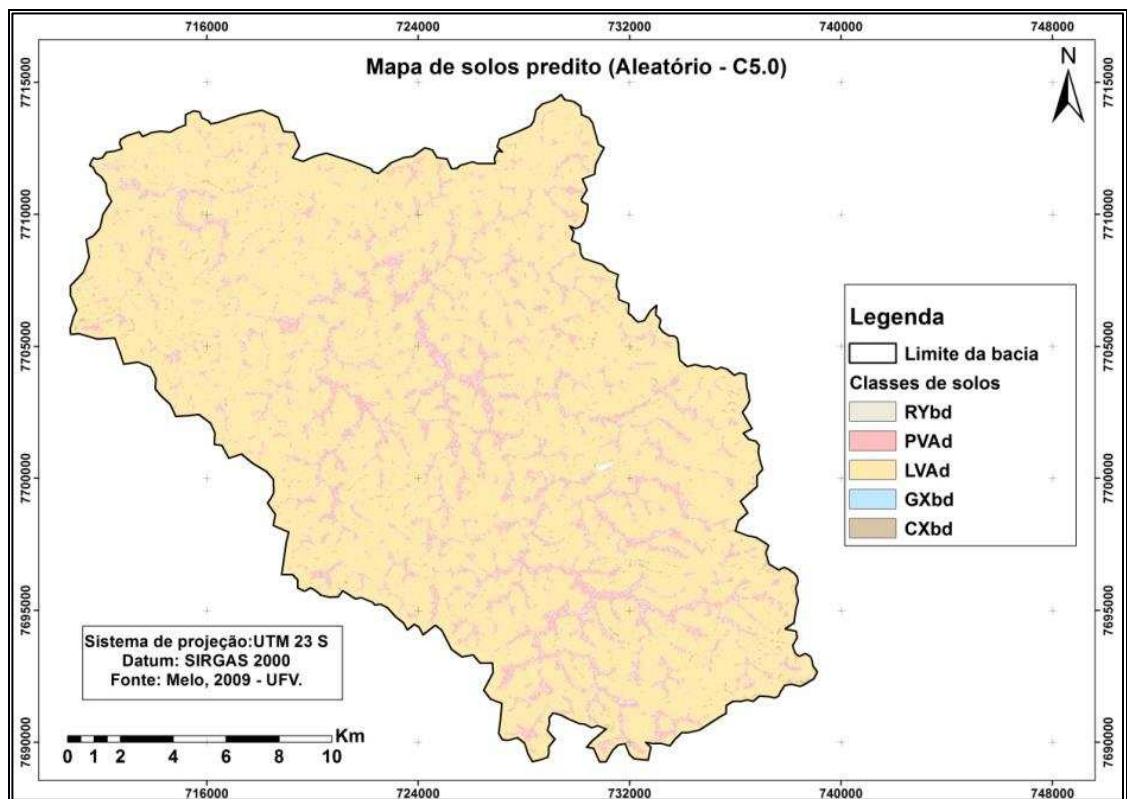 716000 724000 732000 740000 748000
Mapa de solos predito (Aleatório - C5.0)
N
7715000 7715000
7710000 7710000
7705000 7705000
7700000 7700000
7695000 7695000
7690000 7690000
Legenda
Limite da bacia
Classes de solos
RYbd
PVAd
LVAd
GXbd
CXbd
Sistema de projeção:UTM 23 S
Datum: SIRGAS 2000
Fonte: Melo, 2009 - UFV.
Km
0 1 2 4 6 8 10
716000 724000 732000 740000 748000